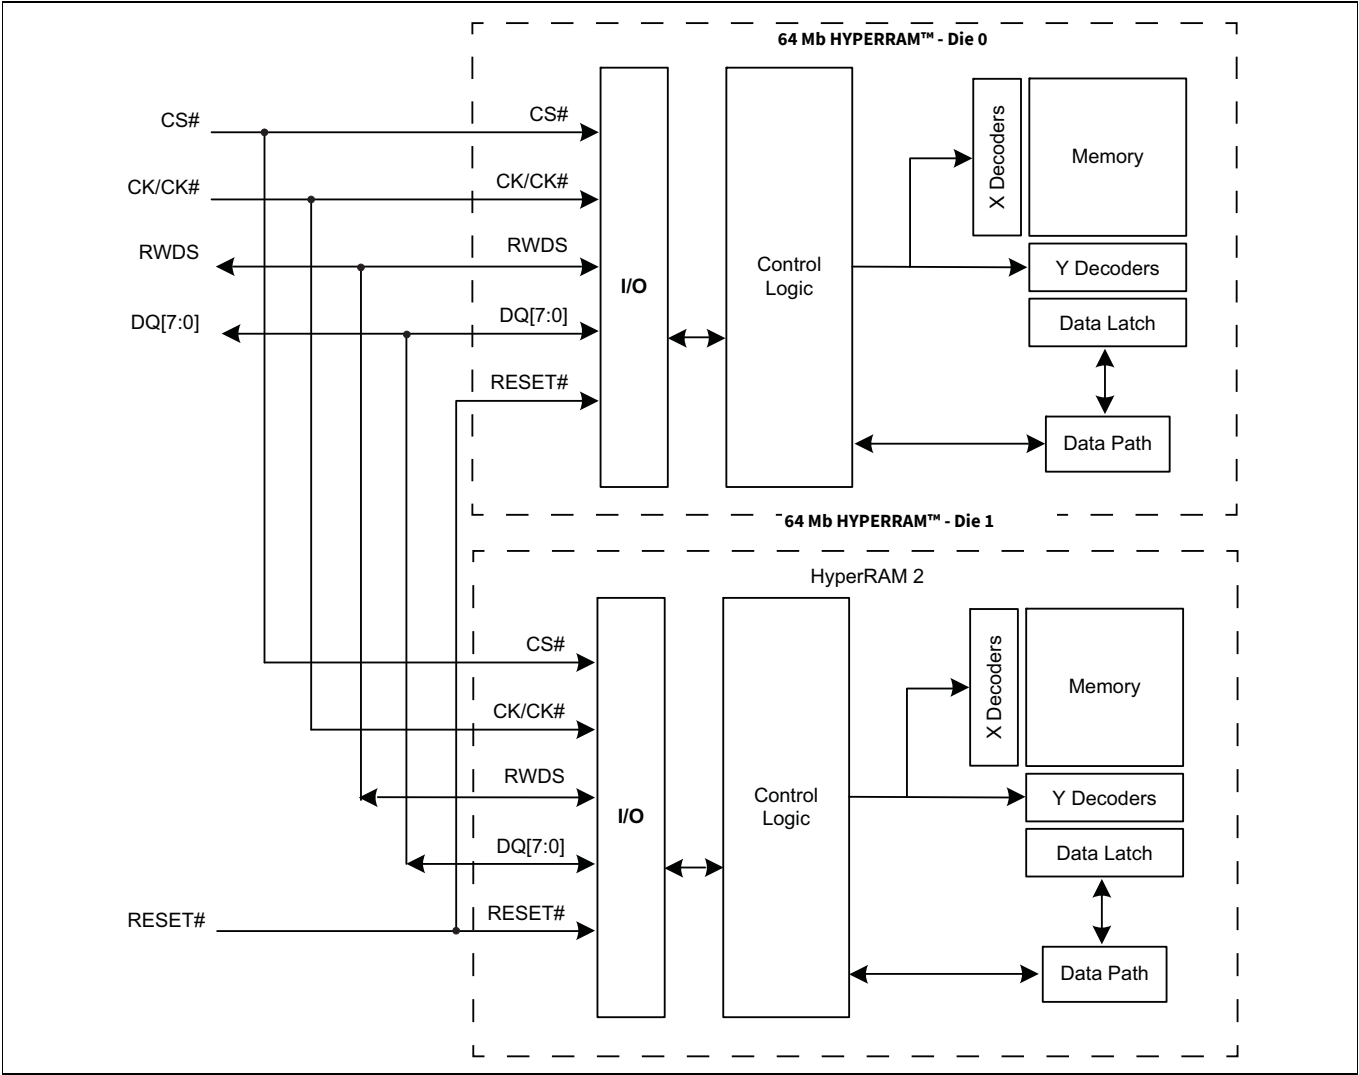 64 Mb HYPERRAM™ - Die 0
CS#
CS#
CK/CK#
CK/CK#
RWDS
RWDS
DQ[7:0]
DQ[7:0]
RESET#
I/O
Control
Logic
X Decoders
Memory
Y Decoders
Data Latch
Data Path
64 Mb HYPERRAM™ - Die 1
HyperRAM 2
CS#
CK/CK#
RWDS
DQ[7:0]
RESET#
RESET#
I/O
Control
Logic
X Decoders
Memory
Y Decoders
Data Latch
Data Path